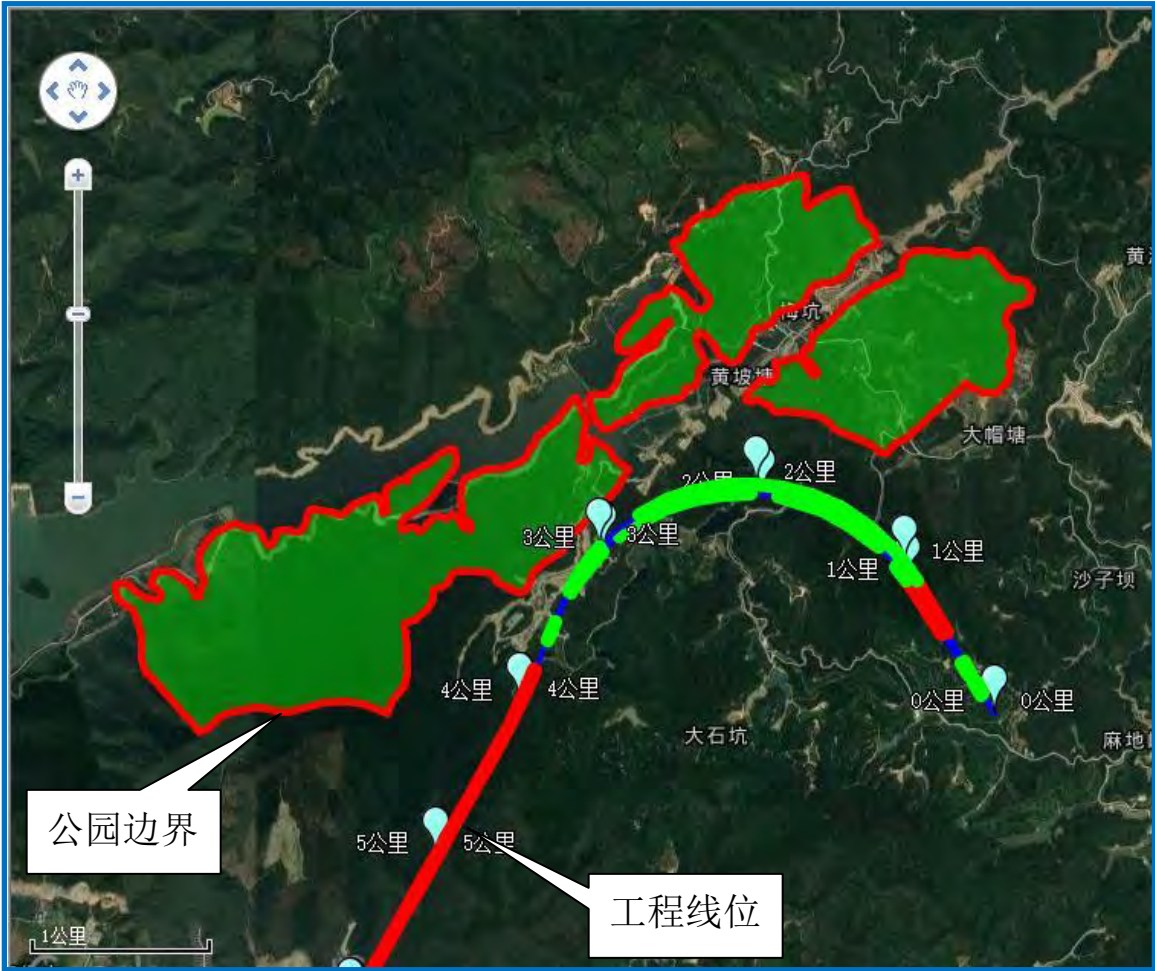 黄
梅坑
黄坡塘
大帽塘
2公里
2公里
3公里
3公里
1公里
1公里
沙子坝
4公里
4公里
0公里
0公里
大石坑
麻地
公园边界
5公里
5公里
工程线位
1公里